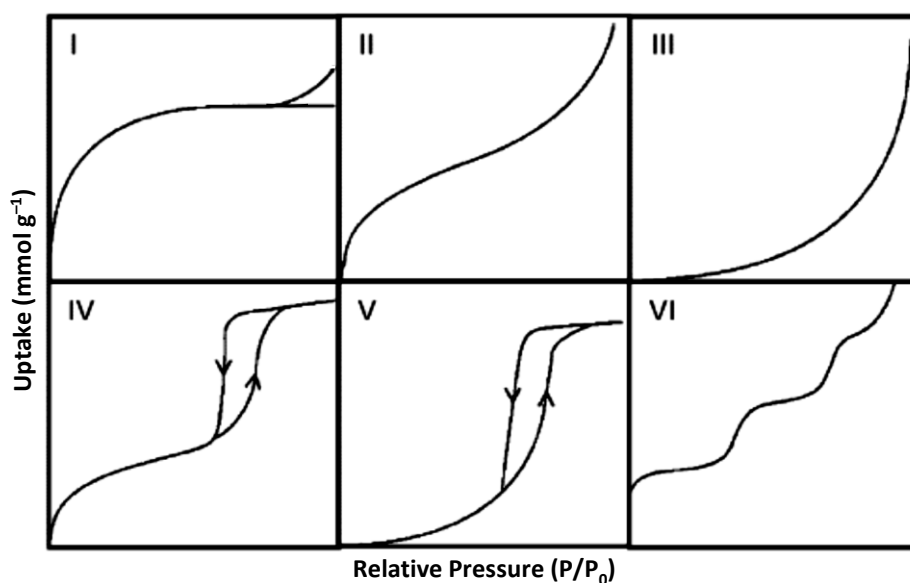 I
II
III
IV
V
VI
Uptake (mmol g⁻¹)
Relative Pressure (P/P₀)